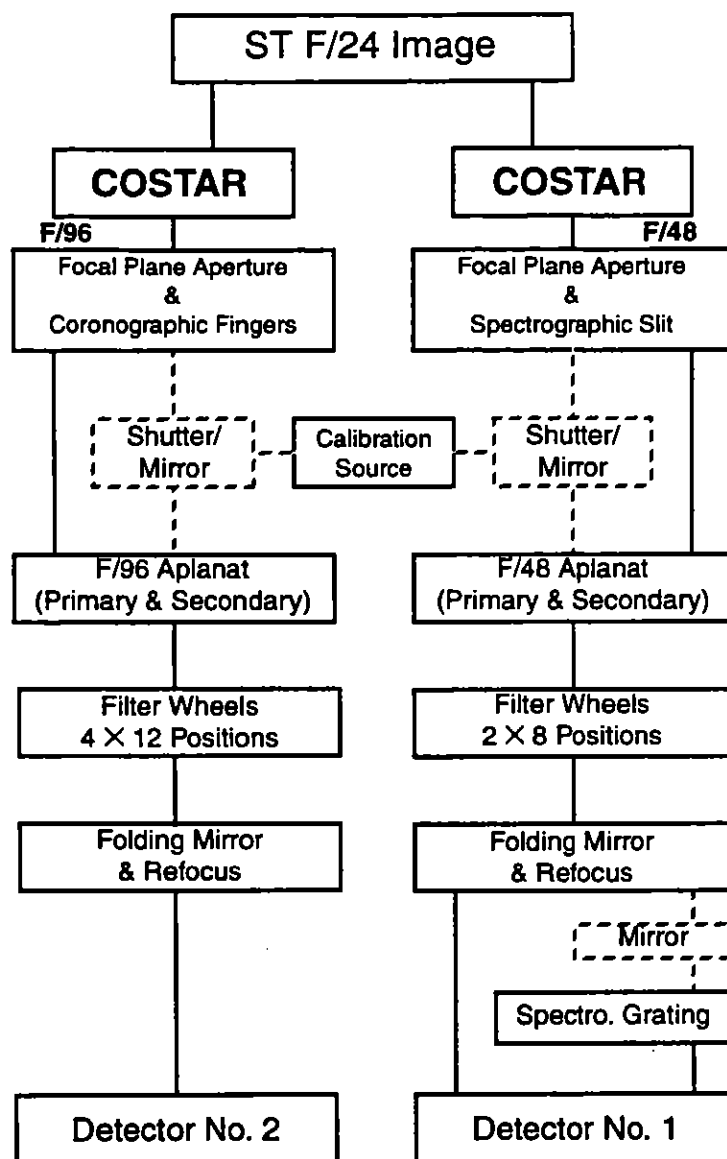 ST F/24 Image
COSTAR
COSTAR
F/96
F/48
Focal Plane Aperture
&
Coronographic Fingers
Focal Plane Aperture
&
Spectrographic Slit
Shutter/
Mirror
Calibration
Source
Shutter/
Mirror
F/96 Aplanat
(Primary & Secondary)
F/48 Aplanat
(Primary & Secondary)
Filter Wheels
4 X 12 Positions
Filter Wheels
2 X 8 Positions
Folding Mirror
& Refocus
Folding Mirror
& Refocus
Mirror
Spectro. Grating
Detector No. 2
Detector No. 1